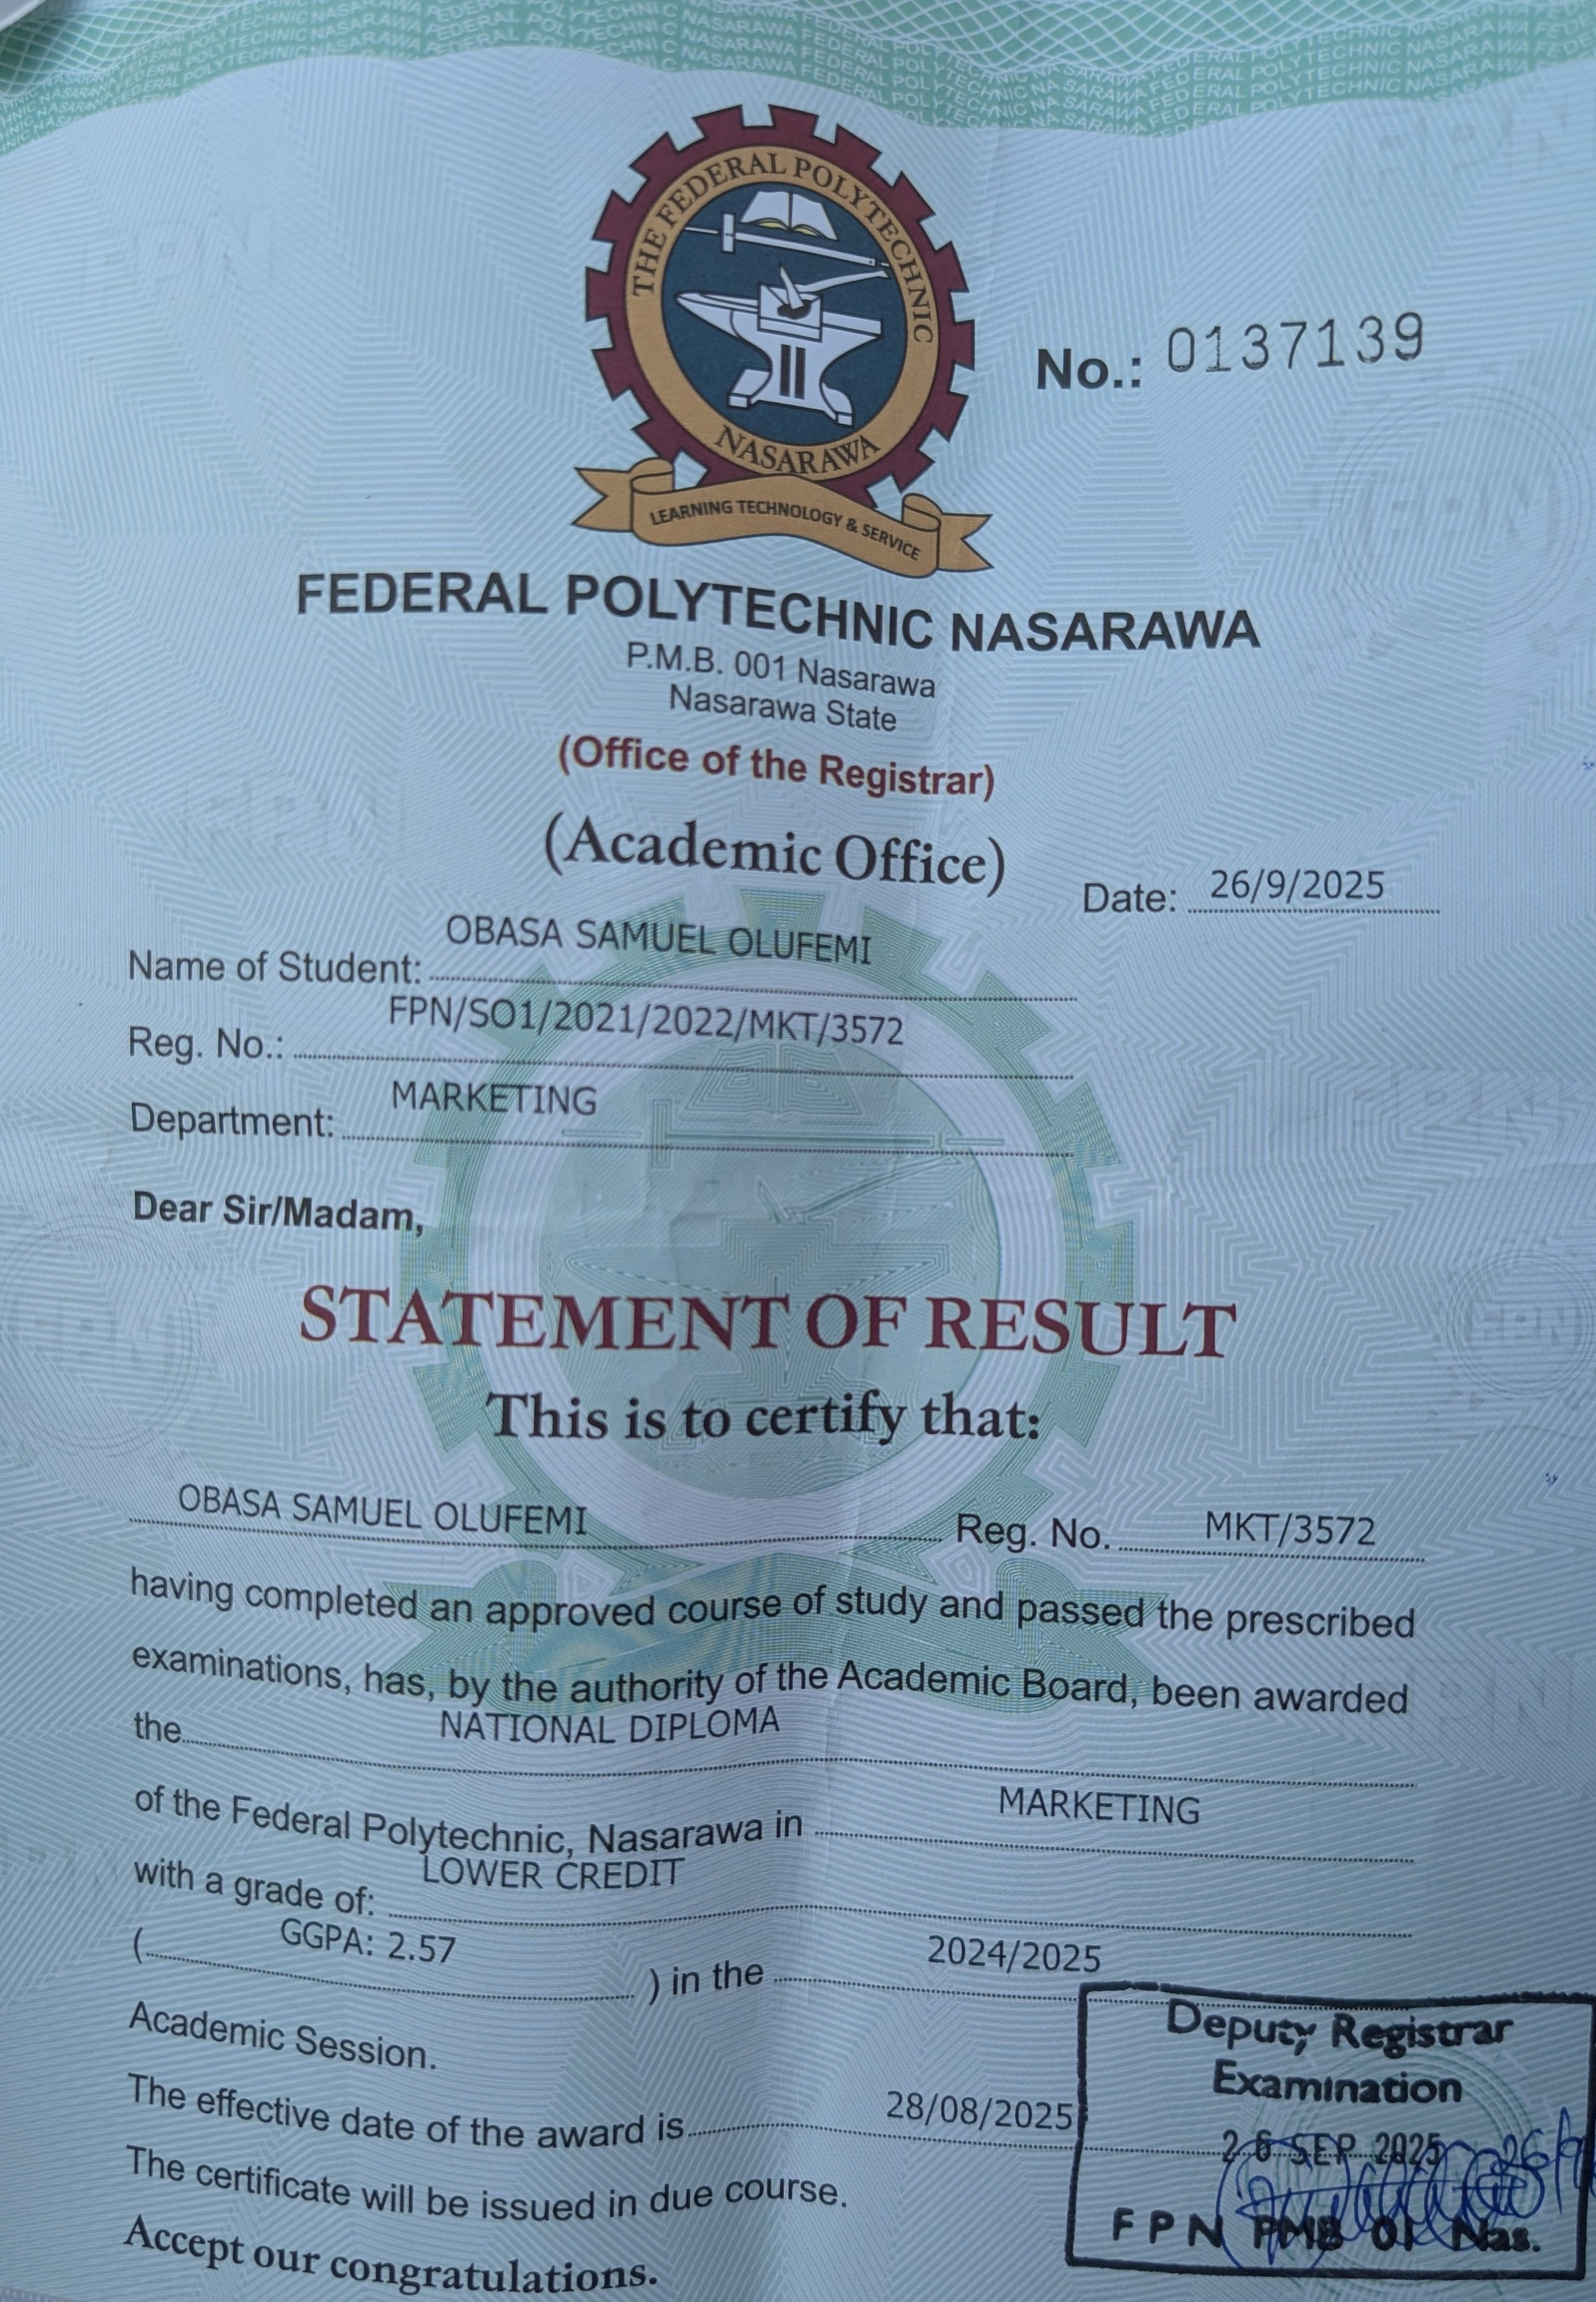 THE FEDERAL POLYTECHNIC
NASARAWA
LEARNING TECHNOLOGY & SERVICE
No.: 0137139
FEDERAL POLYTECHNIC NASARAWA
P.M.B. 001 Nasarawa
Nasarawa State
(Office of the Registrar)
(Academic Office)
Date: 26/9/2025
Name of Student: OBASA SAMUEL OLUFEMI
Reg. No.: FPN/SO1/2021/2022/MKT/3572
Department: MARKETING
Dear Sir/Madam,
STATEMENT OF RESULT
This is to certify that:
OBASA SAMUEL OLUFEMI Reg. No. MKT/3572
having completed an approved course of study and passed the prescribed
examinations, has, by the authority of the Academic Board, been awarded
the NATIONAL DIPLOMA
of the Federal Polytechnic, Nasarawa in MARKETING
with a grade of: LOWER CREDIT
( GGPA: 2.57 ) in the 2024/2025
Academic Session.
The effective date of the award is 28/08/2025
The certificate will be issued in due course.
Accept our congratulations.
Deputy Registrar
Examination
26 SEP 2025
FPN PMB 01 Nas.